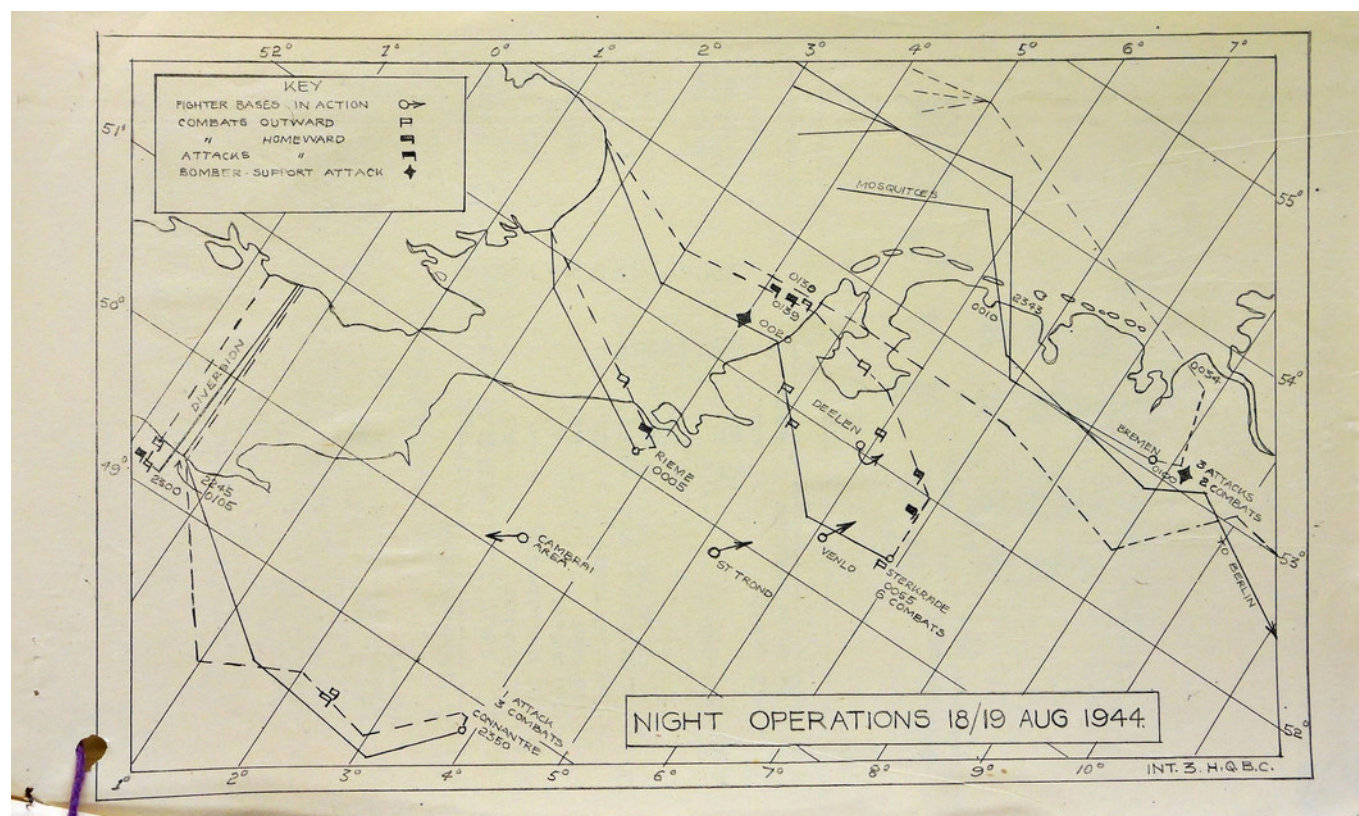 52° 1° 0° 1° 2° 3° 4° 5° 6° 7°
KEY
FIGHTER BASES IN ACTION
COMBATS OUTWARD
" HOMEWARD
ATTACKS "
BOMBER-SUPPORT ATTACK
51°
50°
49°
55°
54°
53°
52°
MOSQUITOES
0130
0139
0020
0010
2343
0034
DIVERSION
DEELEN
BREMEN
0100
3 ATTACKS
2 COMBATS
RIEME
0005
2300
2245
0105
CAMBRAI
AREA
ST TROND
VENLO
STERKRADE
0055
6 COMBATS
TO BERLIN
1 ATTACK
3 COMBATS
CONNANTRE
2350
NIGHT OPERATIONS 18/19 AUG 1944.
1° 2° 3° 4° 5° 6° 7° 8° 9° 10°
INT. 3. H.Q.B.C.